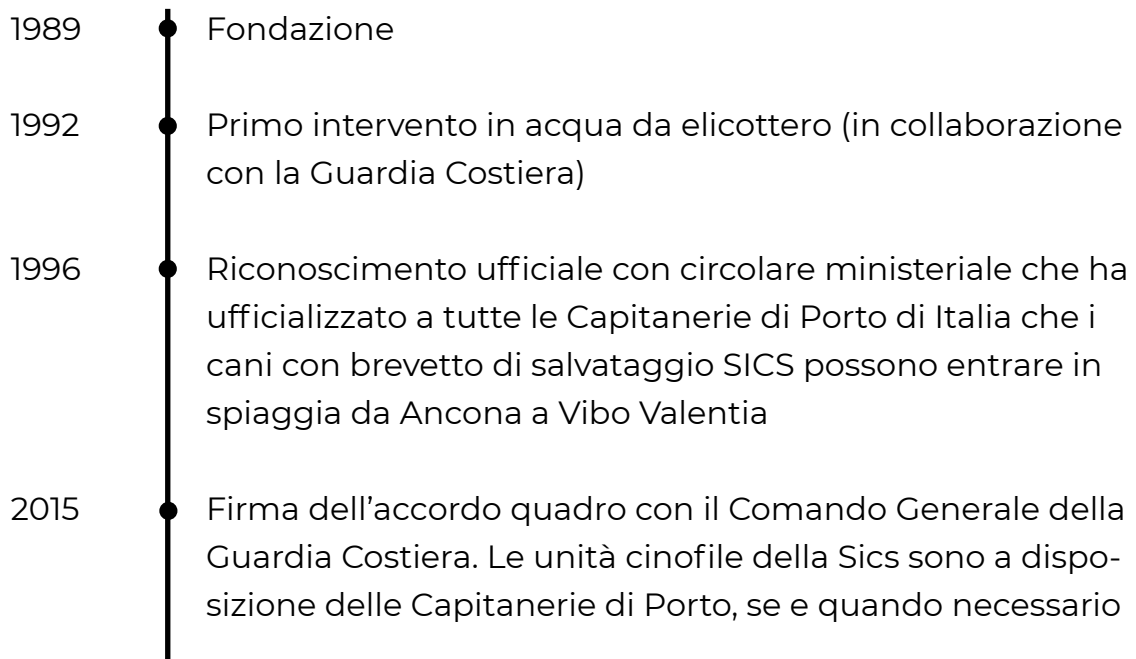 1989 Fondazione
1992 Primo intervento in acqua da elicottero (in collaborazione
con la Guardia Costiera)
1996 Riconoscimento ufficiale con circolare ministeriale che ha
ufficializzato a tutte le Capitanerie di Porto di Italia che i
cani con brevetto di salvataggio SICS possono entrare in
spiaggia da Ancona a Vibo Valentia
2015 Firma dell’accordo quadro con il Comando Generale della
Guardia Costiera. Le unità cinofile della Sics sono a dispo-
sizione delle Capitanerie di Porto, se e quando necessario